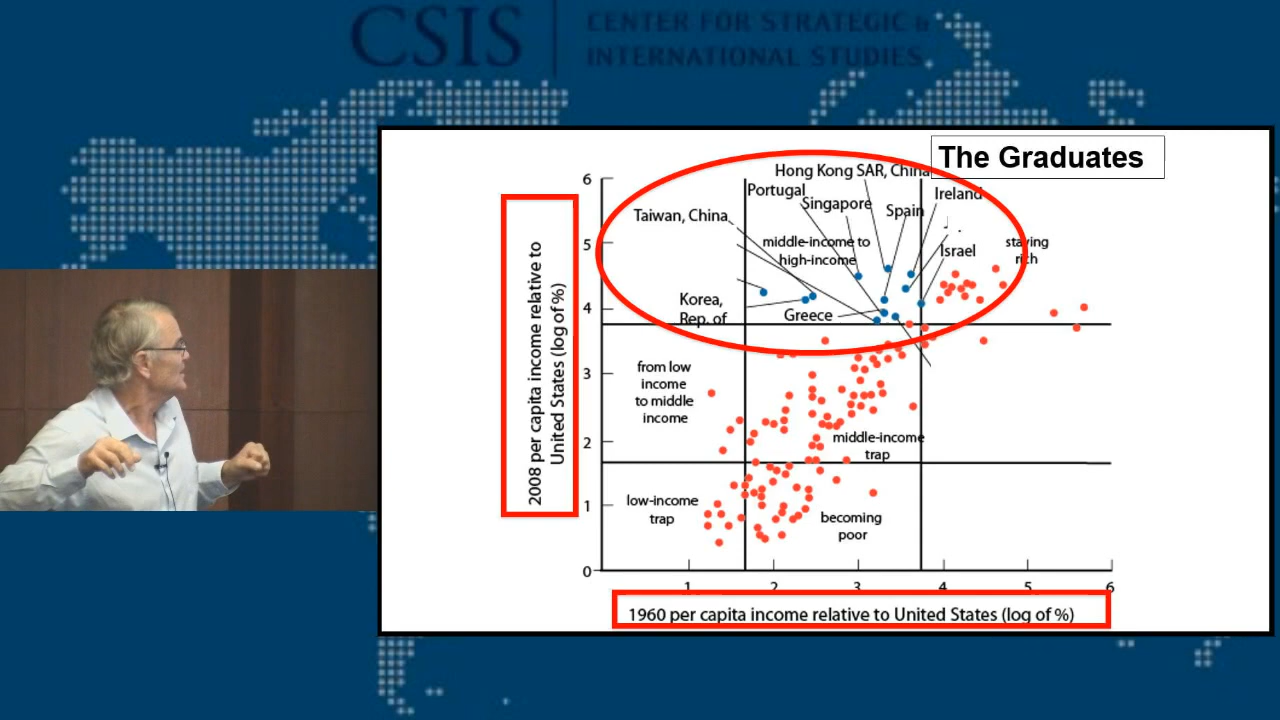 CSIS
CENTER FOR STRATEGIC &
INTERNATIONAL STUDIES
The Graduates
Hong Kong SAR, China
Portugal
Ireland
Singapore
Spain
Taiwan, China
middle-income to
high-income
Israel
staying
rich
Korea,
Rep. of
Greece
from low
income
to middle
income
middle-income
trap
low-income
trap
becoming
poor
6
5
4
3
2
1
0
1
2
3
4
5
6
2008 per capita income relative to
United States (log of %)
1960 per capita income relative to United States (log of %)